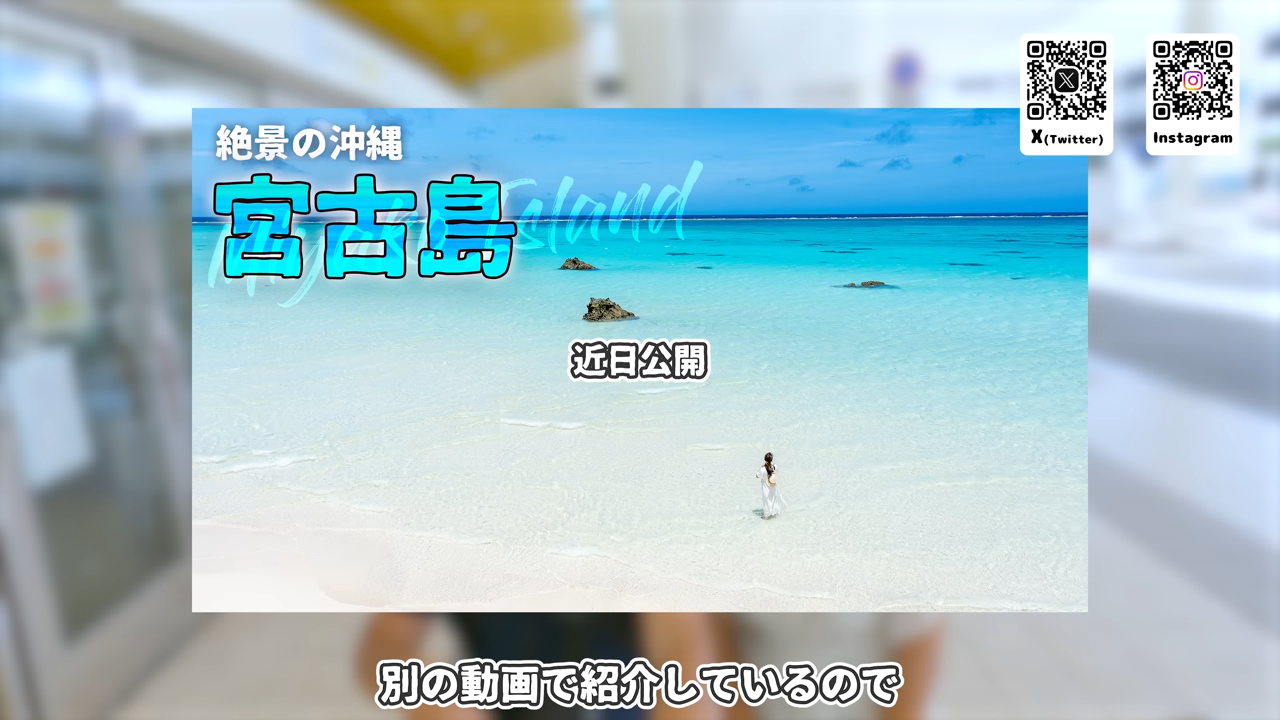 絶景の沖縄
宮古島
Island
近日公開
X(Twitter)
Instagram
別の動画で紹介しているので